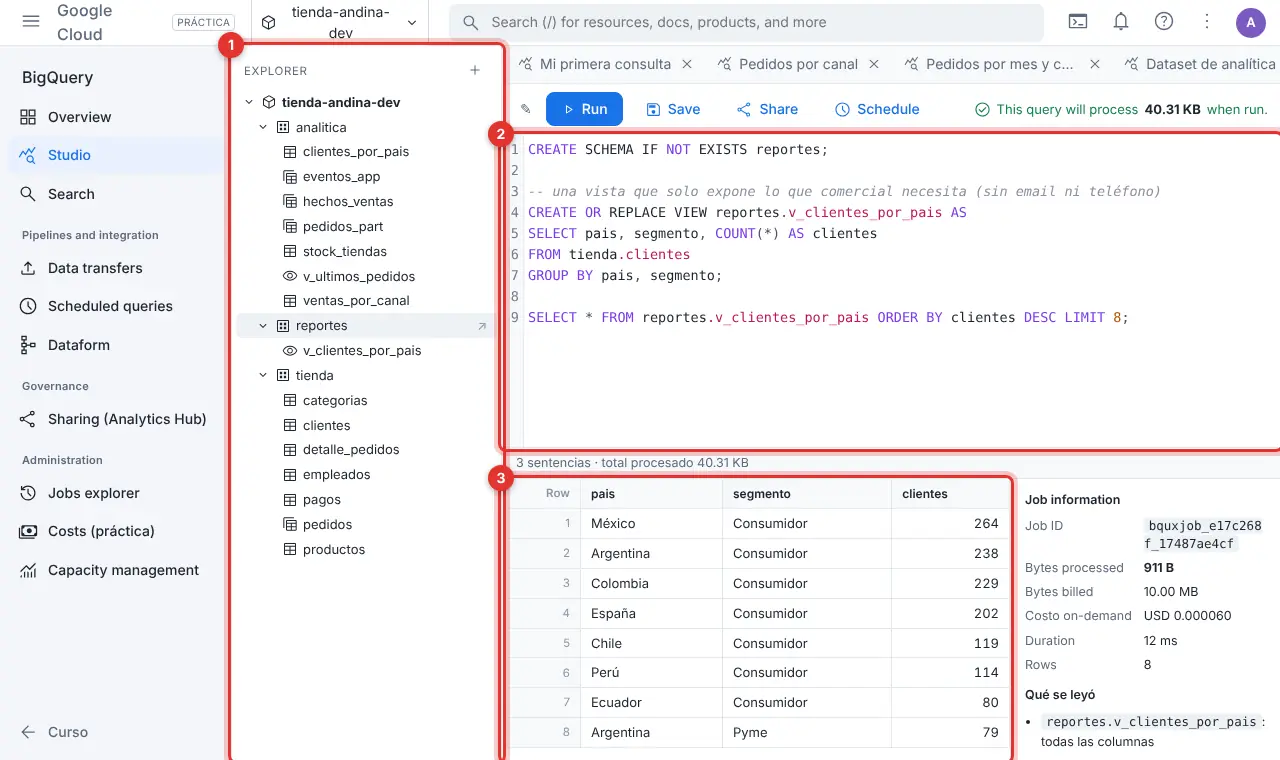 Google Cloud
PRÁCTICA
tienda-andina-dev
Search (/) for resources, docs, products, and more
A
BigQuery
Overview
Studio
Search
Pipelines and integration
Data transfers
Scheduled queries
Dataform
Governance
Sharing (Analytics Hub)
Administration
Jobs explorer
Costs (práctica)
Capacity management
Curso
1
EXPLORER
tienda-andina-dev
analitica
clientes_por_pais
eventos_app
hechos_ventas
pedidos_part
stock_tiendas
v_ultimos_pedidos
ventas_por_canal
reportes
v_clientes_por_pais
tienda
categorias
clientes
detalle_pedidos
empleados
pagos
pedidos
productos
Mi primera consulta
Pedidos por canal
Pedidos por mes y c...
Dataset de analítica
Run
Save
Share
Schedule
This query will process 40.31 KB when run.
2
1 CREATE SCHEMA IF NOT EXISTS reportes;
2
3 -- una vista que solo expone lo que comercial necesita (sin email ni teléfono)
4 CREATE OR REPLACE VIEW reportes.v_clientes_por_pais AS
5 SELECT pais, segmento, COUNT(*) AS clientes
6 FROM tienda.clientes
7 GROUP BY pais, segmento;
8
9 SELECT * FROM reportes.v_clientes_por_pais ORDER BY clientes DESC LIMIT 8;
3 sentencias · total procesado 40.31 KB
3
Row pais segmento clientes
1 México Consumidor 264
2 Argentina Consumidor 238
3 Colombia Consumidor 229
4 España Consumidor 202
5 Chile Consumidor 119
6 Perú Consumidor 114
7 Ecuador Consumidor 80
8 Argentina Pyme 79
Job information
Job ID bquxjob_e17c268
f_17487ae4cf
Bytes processed 911 B
Bytes billed 10.00 MB
Costo on-demand USD 0.000060
Duration 12 ms
Rows 8
Qué se leyó
• reportes.v_clientes_por_pais :
todas las columnas